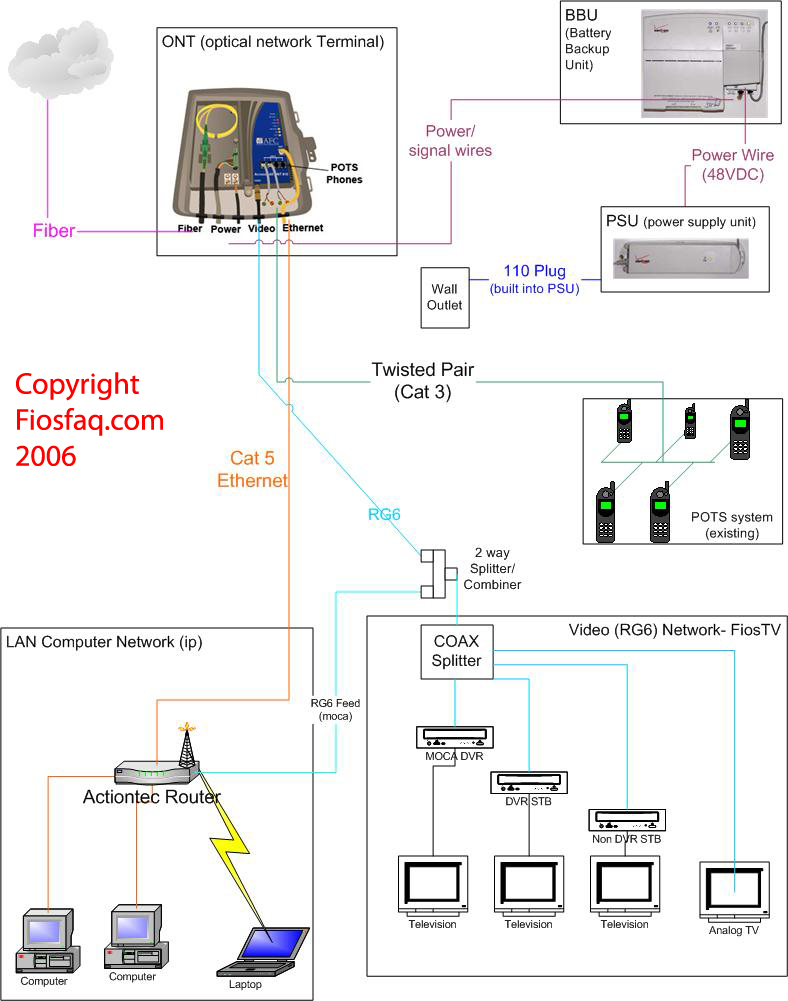 ONT (optical network Terminal)
BBU
(Battery
Backup
Unit)
AFC
POTS
Phones
Fiber Power Video Ethernet
Power/
signal wires
Power Wire
(48VDC)
Fiber
PSU (power supply unit)
Wall
Outlet
110 Plug
(built into PSU)
Copyright
Fiosfaq.com
2006
Twisted Pair
(Cat 3)
Cat 5
Ethernet
RG6
POTS system
(existing)
2 way
Splitter/
Combiner
LAN Computer Network (ip)
Video (RG6) Network- FiosTV
COAX
Splitter
RG6 Feed
(moca)
MOCA DVR
DVR STB
Non DVR STB
Actiontec Router
Television
Television
Television
Analog TV
Computer
Computer
Laptop